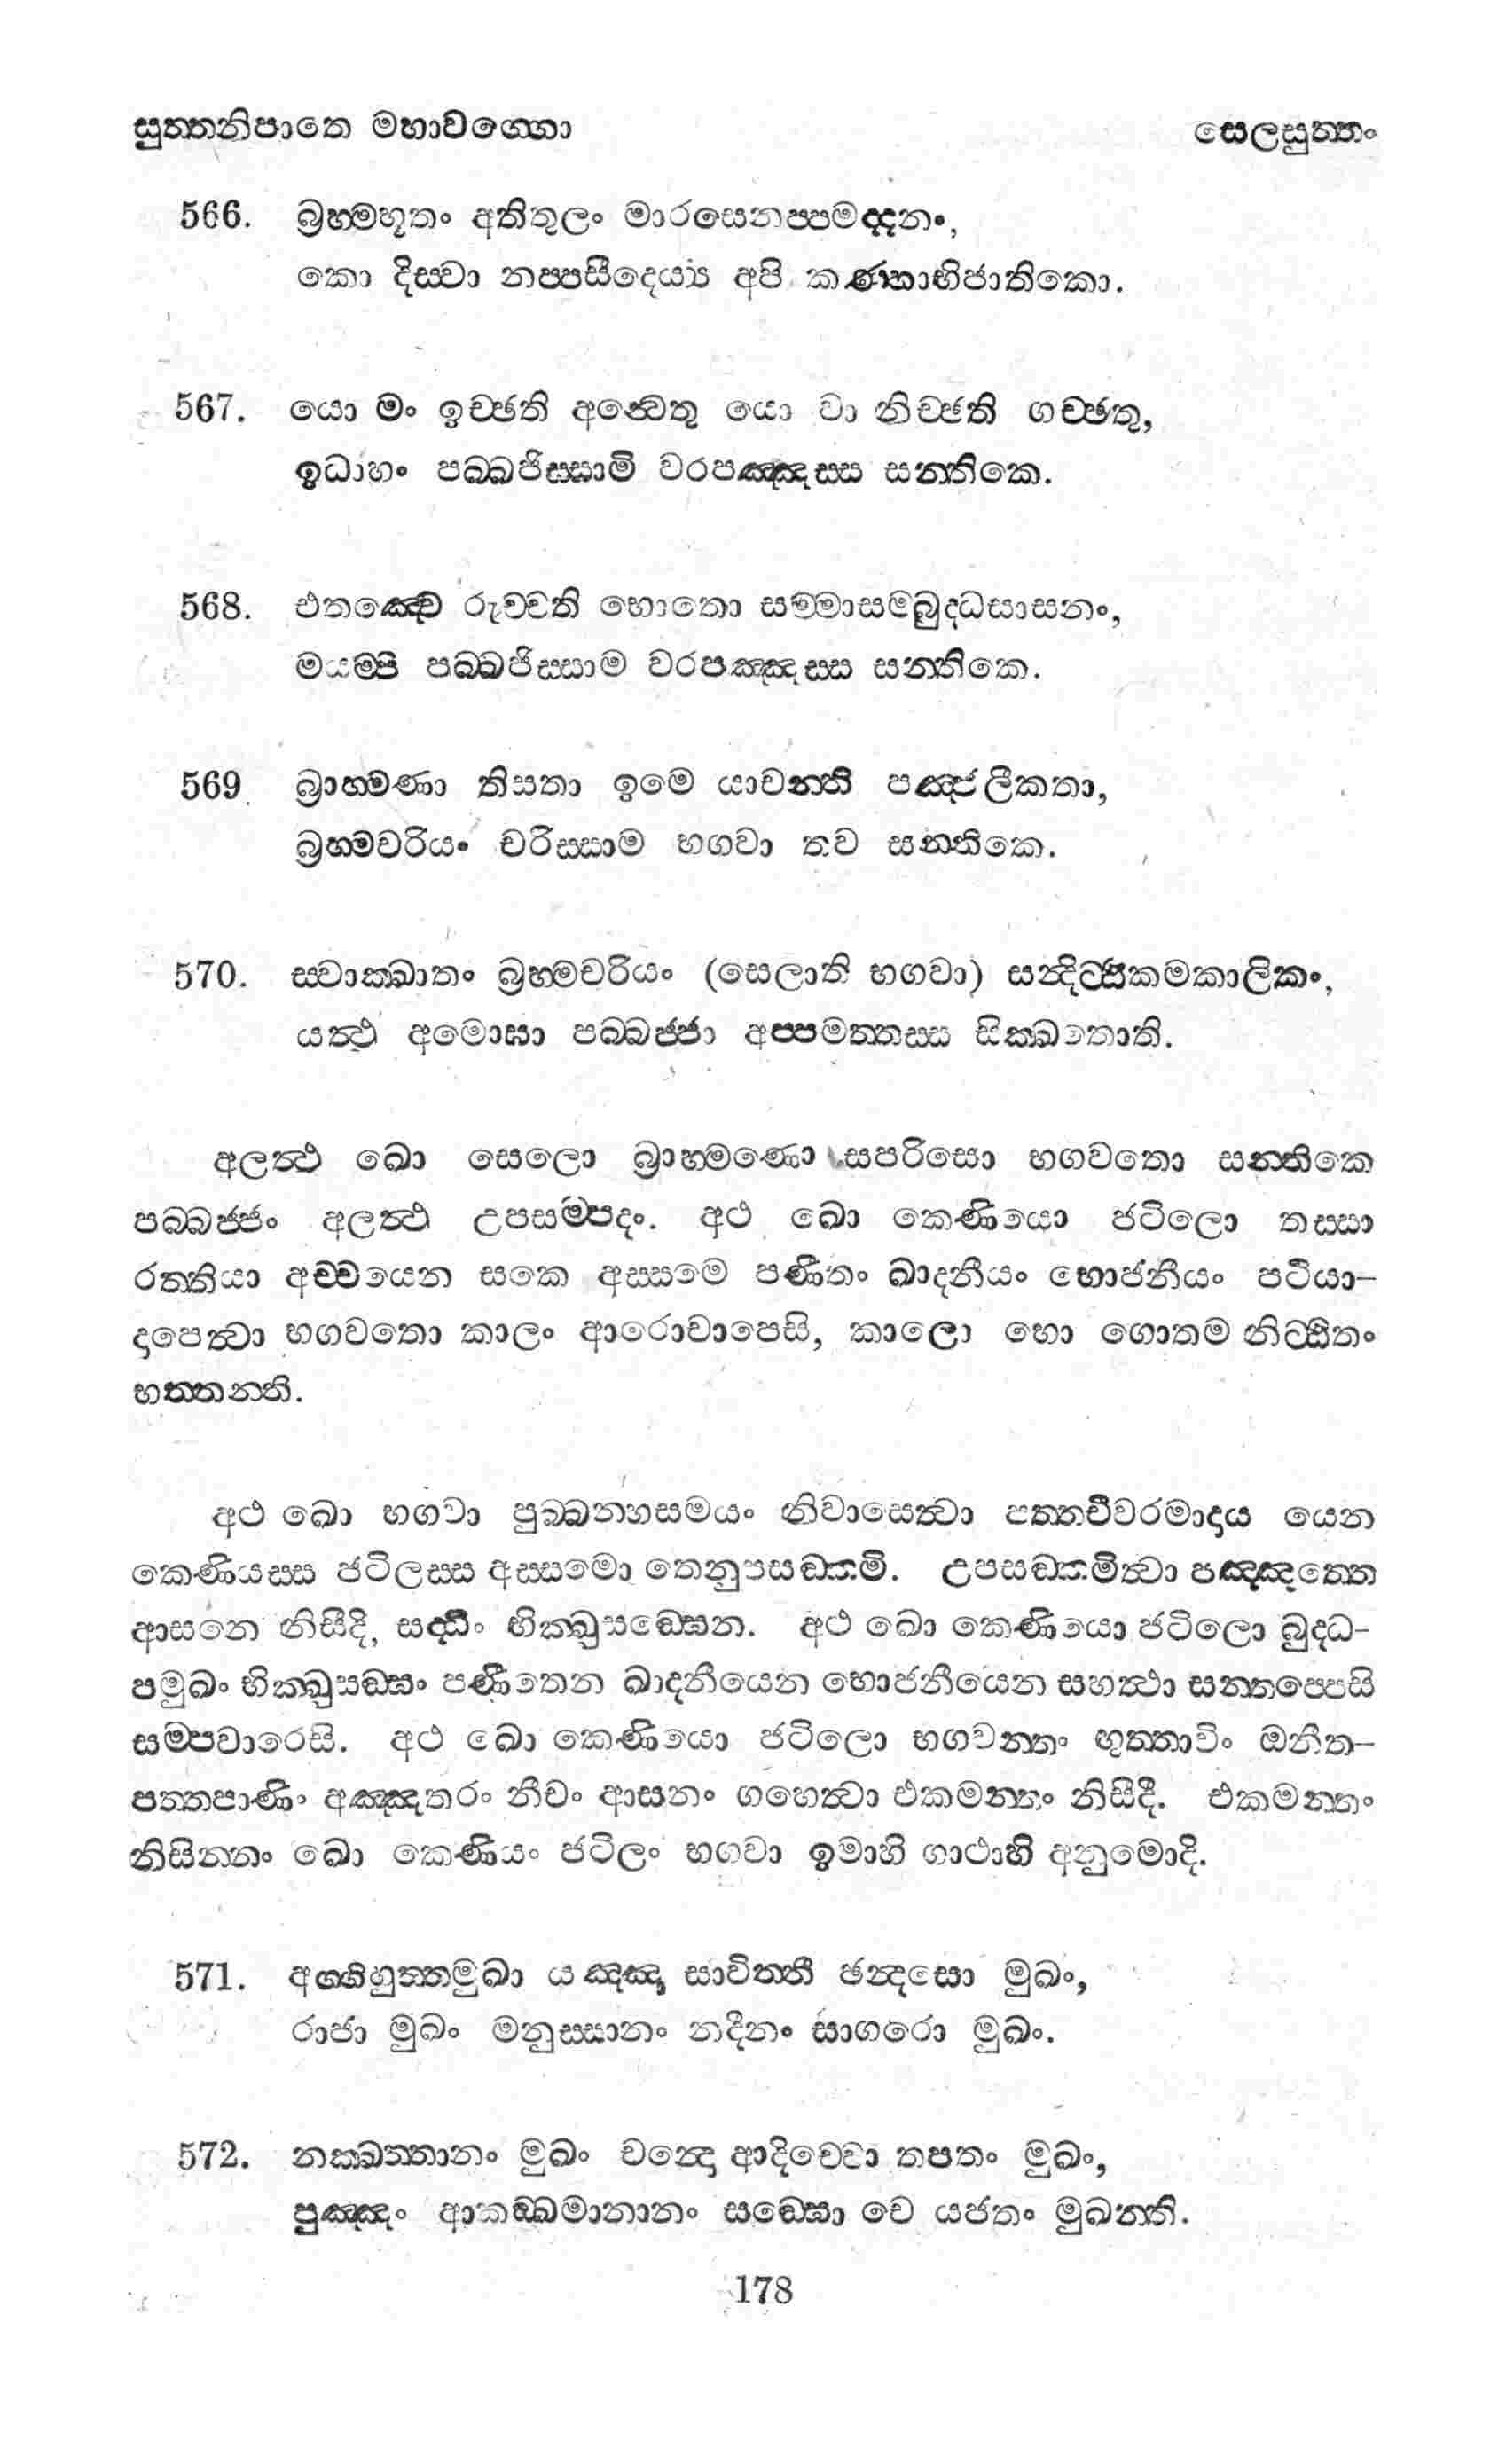 සුත්තනිපාතෙ මහාවග්ගො
සෙලසුත්තං
566. බ්‍රහ්මභූතං අතිතුලං මාරසෙනප්පමද්දනං,
කො දිස්වා නප්පසීදෙය්‍ය අපි කණ්හාභිජාතිකො.
567. යො මං ඉච්ඡති අන්වෙතු යො වා නිච්ඡති ගච්ඡතු,
ඉධාහං පබ්බජිස්සාමි වරපඤ්ඤස්ස සන්තිකෙ.
568. එතඤ්චෙ රුච්චති භොතො සම්මාසම්බුද්ධසාසනං,
මයම්පි පබ්බජිස්සාම වරපඤ්ඤස්ස සන්තිකෙ.
569. බ්‍රාහ්මණා තිසතා ඉමෙ යාචන්ති පඤ්ජලීකතා,
බ්‍රහ්මචරියං චරිස්සාම භගවා තව සන්තිකෙ.
570. ස්වාක්ඛාතං බ්‍රහ්මචරියං (සෙලාති භගවා) සන්දිට්ඨිකමකාලිකං,
යත්ථ අමොඝා පබ්බජ්ජා අප්පමත්තස්ස සික්ඛතොති.
අලත්ථ ඛො සෙලො බ්‍රාහ්මණො සපරිසො භගවතො සන්තිකෙ
පබ්බජ්ජං අලත්ථ උපසම්පදං. අථ ඛො කෙණියො ජටිලො තස්සා
රත්තියා අච්චයෙන සකෙ අස්සමෙ පණීතං ඛාදනීයං භොජනීයං පටියා-
දාපෙත්වා භගවතො කාලං ආරොචාපෙසි, කාලො භො ගොතම නිට්ඨිතං
භත්තන්ති.
අථ ඛො භගවා පුබ්බන්හසමයං නිවාසෙත්වා පත්තචීවරමාදාය යෙන
කෙණියස්ස ජටිලස්ස අස්සමො තෙනුපසඞ්කමි. උපසඞ්කමිත්වා පඤ්ඤත්තෙ
ආසනෙ නිසීදි, සද්ධිං භික්ඛුසඞ්ඝෙන. අථ ඛො කෙණියො ජටිලො බුද්ධ-
පමුඛං භික්ඛුසඞ්ඝං පණීතෙන ඛාදනීයෙන භොජනීයෙන සහත්ථා සන්තප්පෙසි
සම්පවාරෙසි. අථ ඛො කෙණියො ජටිලො භගවන්තං භුත්තාවිං ඔනීත-
පත්තපාණිං අඤ්ඤතරං නීචං ආසනං ගහෙත්වා එකමන්තං නිසීදි. එකමන්තං
නිසින්නං ඛො කෙණියං ජටිලං භගවා ඉමාහි ගාථාහි අනුමොදි.
571. අග්ගිහුත්තමුඛා යඤ්ඤා සාවිත්තී ඡන්දසො මුඛං,
රාජා මුඛං මනුස්සානං නදීනං සාගරො මුඛං.
572. නක්ඛත්තානං මුඛං චන්දො ආදිච්චො තපතං මුඛං,
පුඤ්ඤං ආකඞ්ඛමානානං සඞ්ඝො වෙ යජතං මුඛන්ති.
178